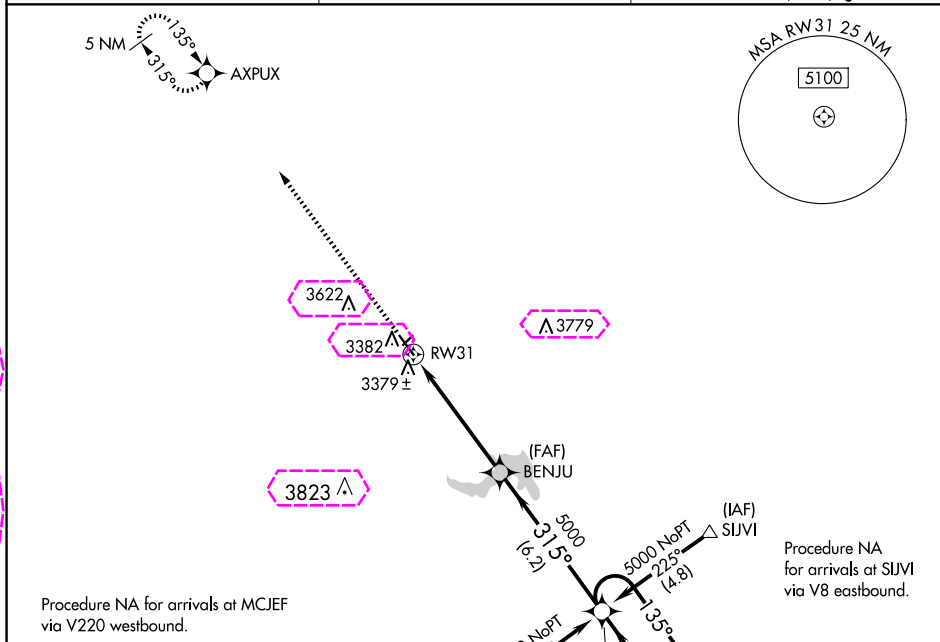 5 NM
135°
315°
AXPUX
MSA RW31 25 NM
5100
3622
3779
3382
RW31
3379±
(FAF)
BENJU
3823
5000
315°
(6.2)
(IAF)
SIJVI
5000 NoPT
225°
(4.8)
135°
Procedure NA
for arrivals at SIJVI
via V8 eastbound.
Procedure NA for arrivals at MCJEF
via V220 westbound.
NoPT